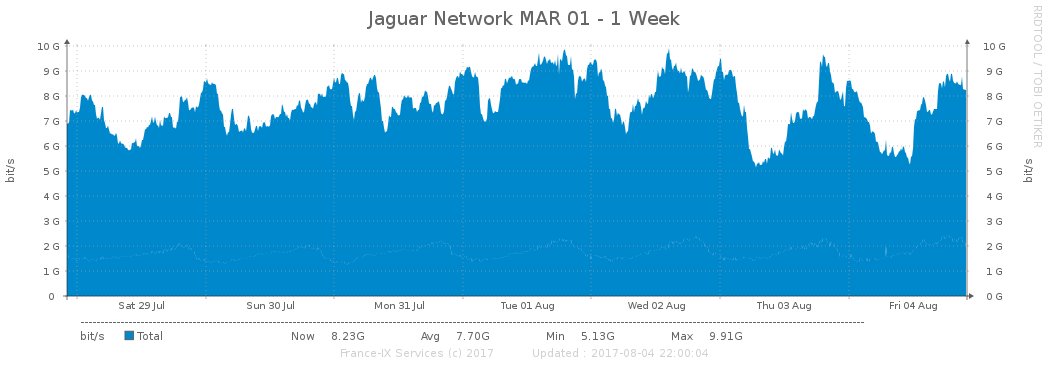 Jaguar Network MAR 01 - 1 Week
RRDTOOL / TOBI OETIKER
bit/s
bit/s
10 G 10 G
9 G 9 G
8 G 8 G
7 G 7 G
6 G 6 G
5 G 5 G
4 G 4 G
3 G 3 G
2 G 2 G
1 G 1 G
0 0 G
Sat 29 Jul Sun 30 Jul Mon 31 Jul Tue 01 Aug Wed 02 Aug Thu 03 Aug Fri 04 Aug
bit/s Total Now 8.23G Avg 7.70G Min 5.13G Max 9.91G
France-IX Services (c) 2017 Updated : 2017-08-04 22:00:04